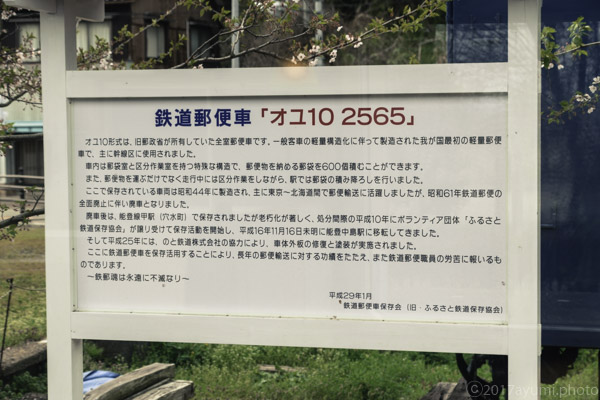 鉄道郵便車「オユ10 2565」
オユ10形式は、旧郵政省が所有していた全室郵便車です。一般客車の軽量構造化に伴って製造された我が国最初の軽量郵便
車で、主に幹線区に使用されました。
車内は郵袋室と区分作業室を持つ特殊な構造で、郵便物を納める郵袋を600個積むことができます。
また、郵便物を運ぶだけでなく走行中には区分作業をしながら、駅では郵袋の積み降ろしを行いました。
ここで保存されている車両は昭和44年に製造され、主に東京～北海道間で郵便輸送に活躍しましたが、昭和61年鉄道郵便の
全面廃止に伴い廃車となりました。
廃車後は、能登線甲駅（穴水町）で保存されましたが老朽化が著しく、処分間際の平成10年にボランティア団体「ふるさと
鉄道保存協会」が譲り受けて保存活動を開始し、平成16年11月16日未明に能登中島駅に移転してきました。
そして平成25年には、のと鉄道株式会社の協力により、車体外板の修復と塗装が実施されました。
ここに鉄道郵便車を保存活用することにより、長年の郵便輸送に対する功績をたたえ、また鉄道郵便職員の労苦に報いるも
のであります。
～鉄郵魂は永遠に不滅なり～
平成29年1月
鉄道郵便車保存会（旧・ふるさと鉄道保存協会）
©2017ayumi.photo